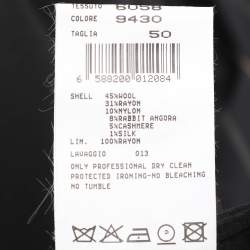 TESSUTO 6058
COLORE 9430
TAGLIA 50
6 589200 012084
SHELL 45%WOOL
31%RAYON
10%NYLON
8%RABBIT ANGORA
5%CASHMERE
1%SILK
LIN. 100%RAYON
LAVAGGIO 013
ONLY PROFESSIONAL DRY CLEAN
PROTECTED IRONING-NO BLEACHING
NO TUMBLE